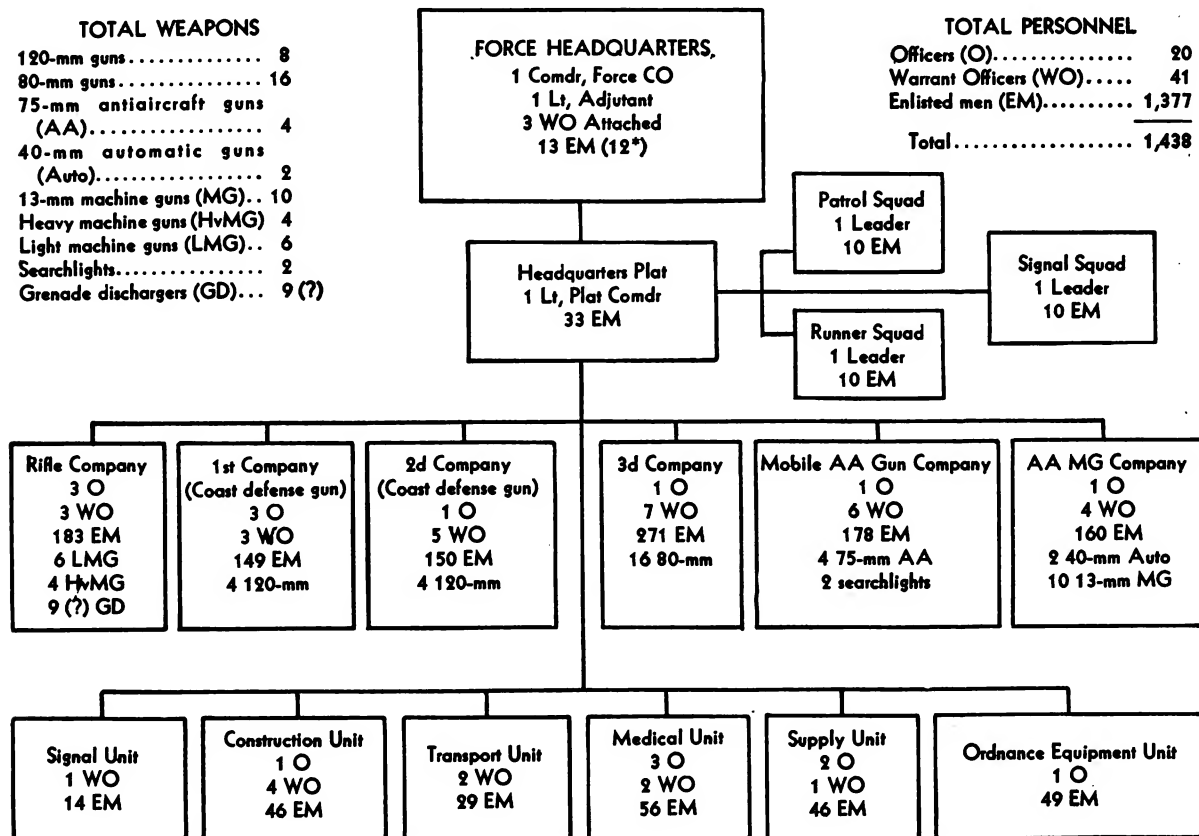 TOTAL WEAPONS
120-mm guns.................. 8
80-mm guns................... 16
75-mm antiaircraft guns
(AA)..................... 4
40-mm automatic guns
(Auto)................... 2
13-mm machine guns (MG).. 10
Heavy machine guns (HvMG) 4
Light machine guns (LMG).. 6
Searchlights................ 2
Grenade dischargers (GD)... 9 (?)
FORCE HEADQUARTERS
1 Comdr, Force CO
1 Lt, Adjutant
3 WO Attached
13 EM (12*)
TOTAL PERSONNEL
Officers (O)............... 20
Warrant Officers (WO)..... 41
Enlisted men (EM).......... 1,377
Total..................... 1,438
Headquarters Plat
1 Lt, Plat Comdr
33 EM
Patrol Squad
1 Leader
10 EM
Signal Squad
1 Leader
10 EM
Runner Squad
1 Leader
10 EM
Rifle Company
3 O
3 WO
183 EM
6 LMG
4 HvMG
9 (?) GD
1st Company
(Coast defense gun)
3 O
3 WO
149 EM
4 120-mm
2d Company
(Coast defense gun)
1 O
5 WO
150 EM
4 120-mm
3d Company
1 O
7 WO
271 EM
16 80-mm
Mobile AA Gun Company
1 O
6 WO
178 EM
4 75-mm AA
2 searchlights
AA MG Company
1 O
4 WO
160 EM
2 40-mm Auto
10 13-mm MG
Signal Unit
1 WO
14 EM
Construction Unit
1 O
4 WO
46 EM
Transport Unit
2 WO
29 EM
Medical Unit
3 O
2 WO
56 EM
Supply Unit
2 O
1 WO
46 EM
Ordnance Equipment Unit
1 O
49 EM